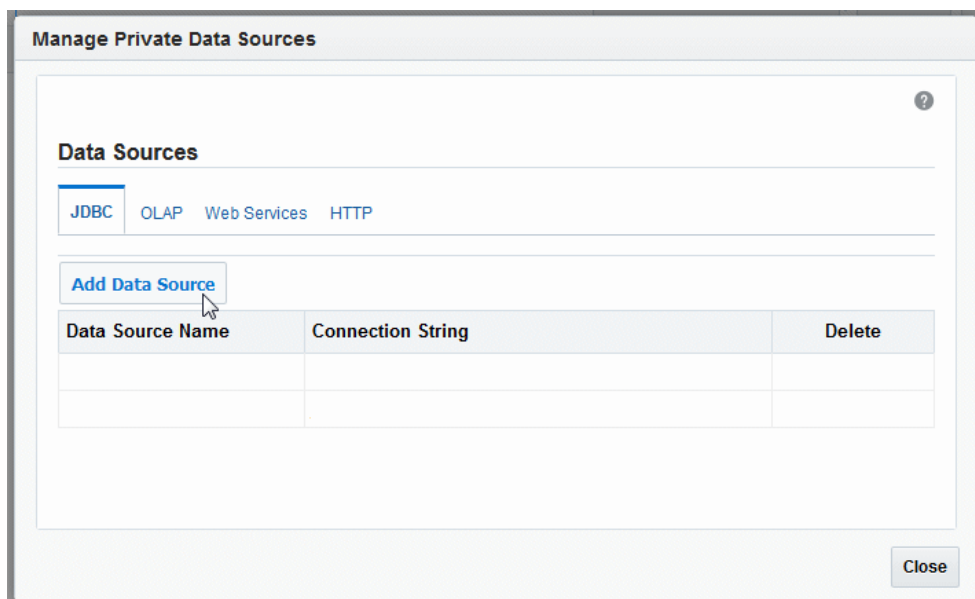 Manage Private Data Sources
?
Data Sources
JDBC OLAP Web Services HTTP
Add Data Source
Data Source Name Connection String Delete
Close